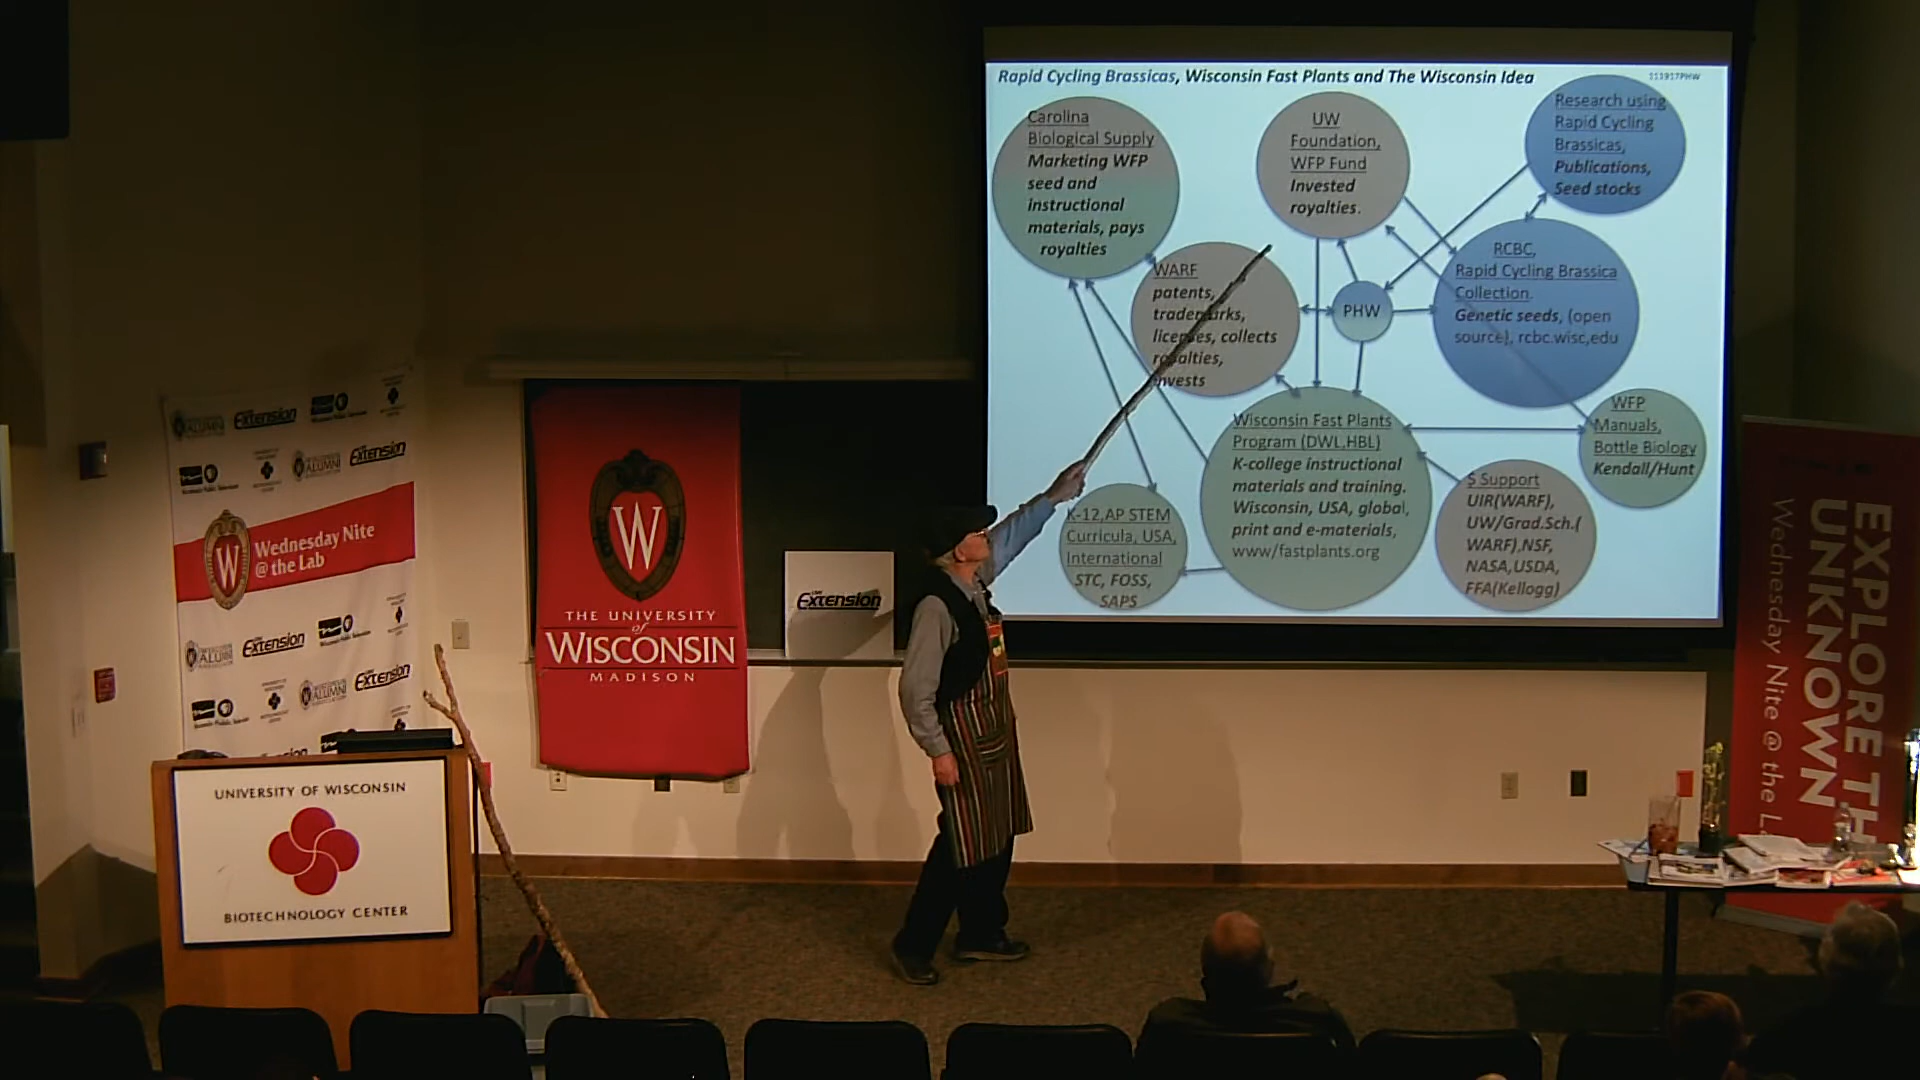 Rapid Cycling Brassicas, Wisconsin Fast Plants and The Wisconsin Idea
111917PHW
Carolina
Biological Supply
Marketing WFP
seed and
instructional
materials, pays
royalties
UW
Foundation,
WFP Fund
Invested
royalties.
Research using
Rapid Cycling
Brassicas,
Publications,
Seed stocks
WARF
patents,
trademarks,
licenses, collects
royalties,
invests
PHW
RCBC,
Rapid Cycling Brassica
Collection.
Genetic seeds, (open
source), rcbc.wisc,edu
Wisconsin Fast Plants
Program (DWL,HBL)
K-college instructional
materials and training.
Wisconsin, USA, global,
print and e-materials,
www/fastplants.org
WFP
Manuals,
Bottle Biology
Kendall/Hunt
$ Support
UIR(WARF),
UW/Grad.Sch.(
WARF),NSF,
NASA,USDA,
FFA(Kellogg)
K-12,AP STEM
Curricula, USA,
International
STC, FOSS,
SAPS
Extension
Extension
W
Wednesday Nite
@ the Lab
Extension
Extension
W
THE UNIVERSITY
of
WISCONSIN
MADISON
Extension
UNIVERSITY OF WISCONSIN
BIOTECHNOLOGY CENTER
EXPLORE TH
UNKNOWN
Wednesday Nite @ the L